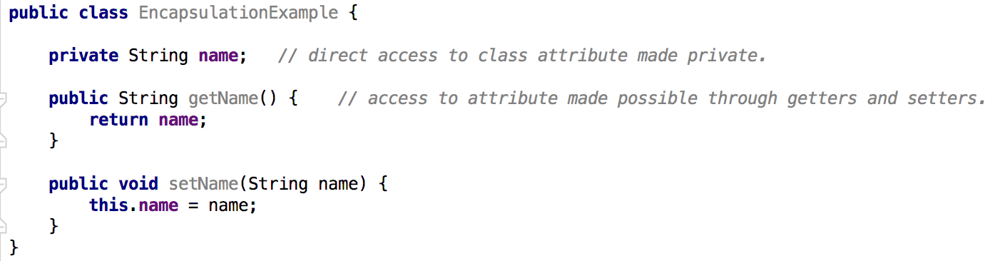 public class EncapsulationExample {
private String name;   // direct access to class attribute made private.
public String getName() {    // access to attribute made possible through getters and setters.
return name;
}
public void setName(String name) {
this.name = name;
}
}